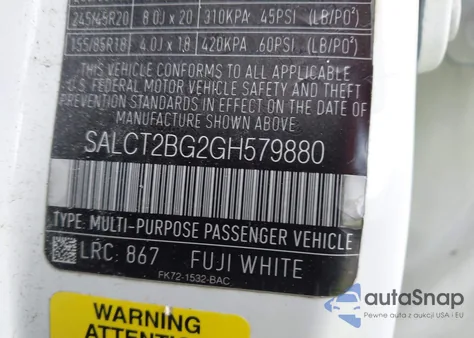 245/45R20 8.0J x 20 310KPA 45PSI (LB/PO²)
155/85R18 4.0J x 18 420KPA 60PSI (LB/PO²)
THIS VEHICLE CONFORMS TO ALL APPLICABLE
U.S. FEDERAL MOTOR VEHICLE SAFETY AND THEFT
PREVENTION STANDARDS IN EFFECT ON THE DATE OF
MANUFACTURE SHOWN ABOVE
SALCT2BG2GH579880
TYPE: MULTI-PURPOSE PASSENGER VEHICLE
LRC: 867 FUJI WHITE
FK72-1532-BAC
WARNING
ATTENTION
autaSnap
Pewne auta z aukcji USA i EU